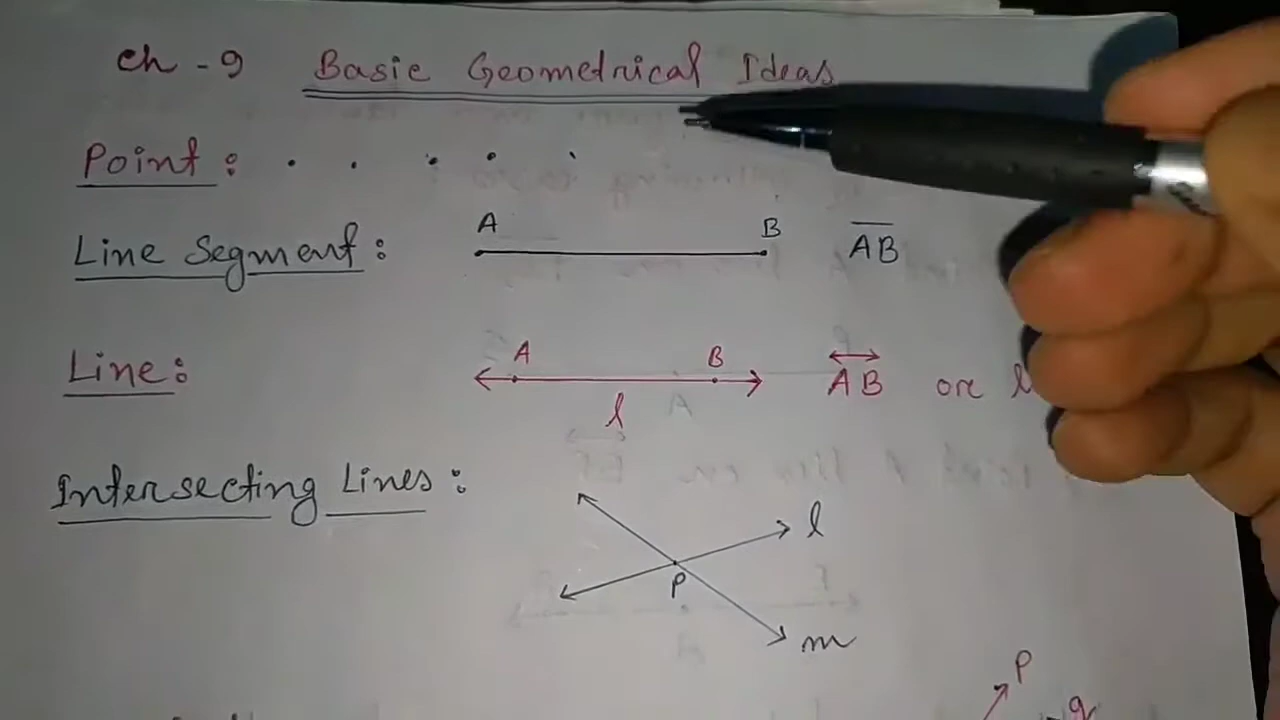 Ch - 9 Basic Geometrical Ideas
Point:
A B
Line Segment: AB
A B
Line: AB or l
l
Intersecting Lines:
l
P
m
P
q